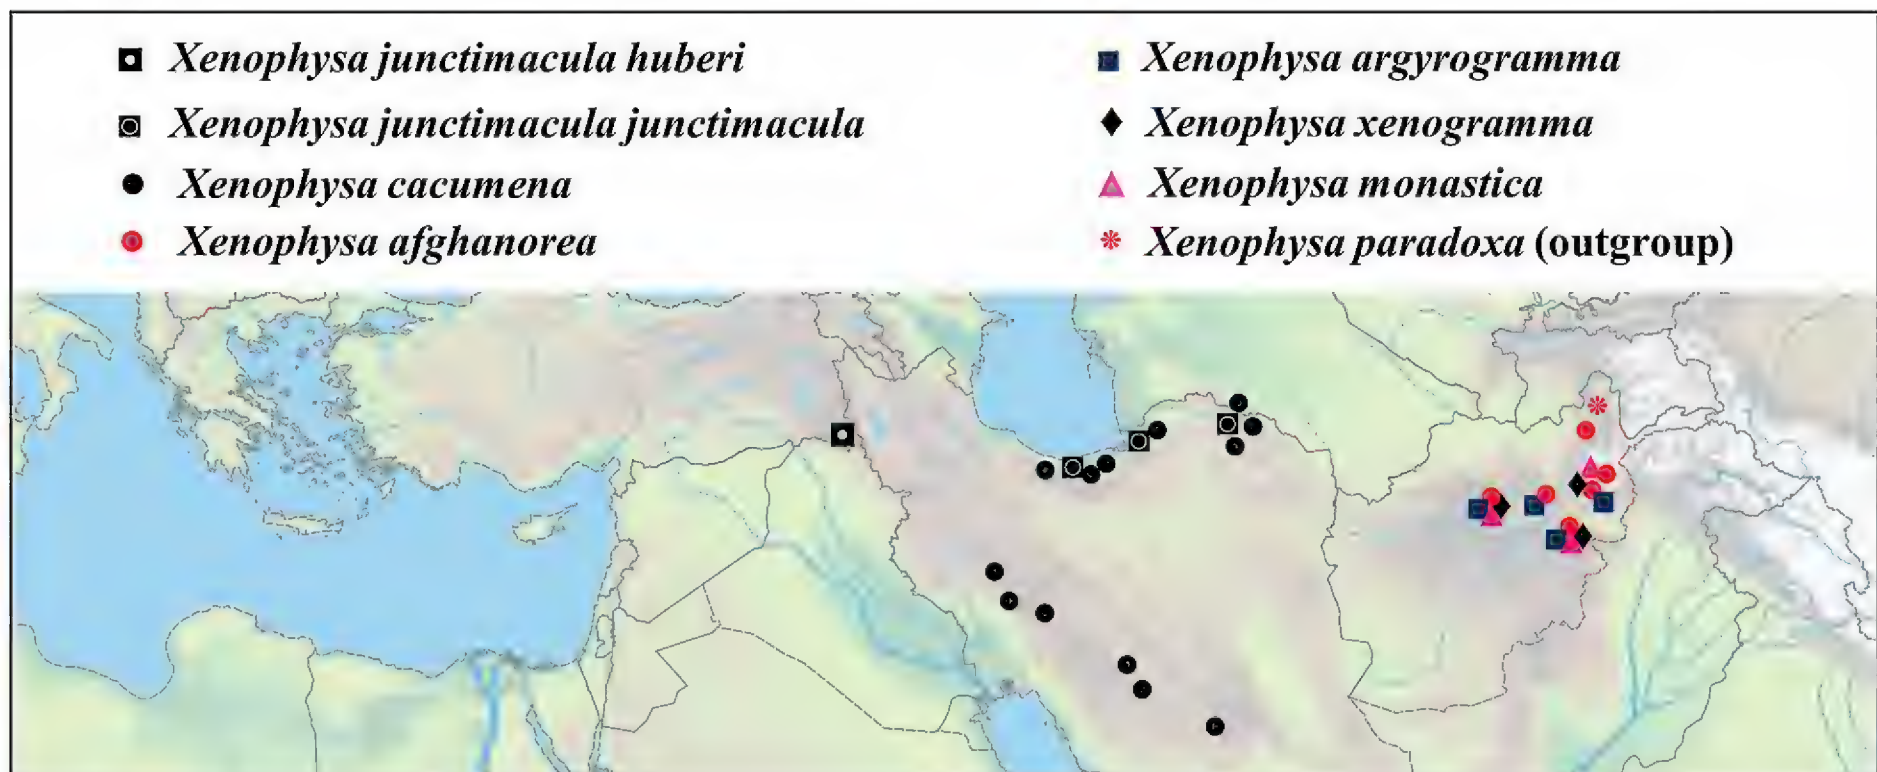 Xenophysa junctimacula huberi
Xenophysa junctimacula junctimacula
Xenophysa cacumena
Xenophysa afghanorea
Xenophysa argyrogramma
Xenophysa xenogramma
Xenophysa monastica
Xenophysa paradoxa (outgroup)